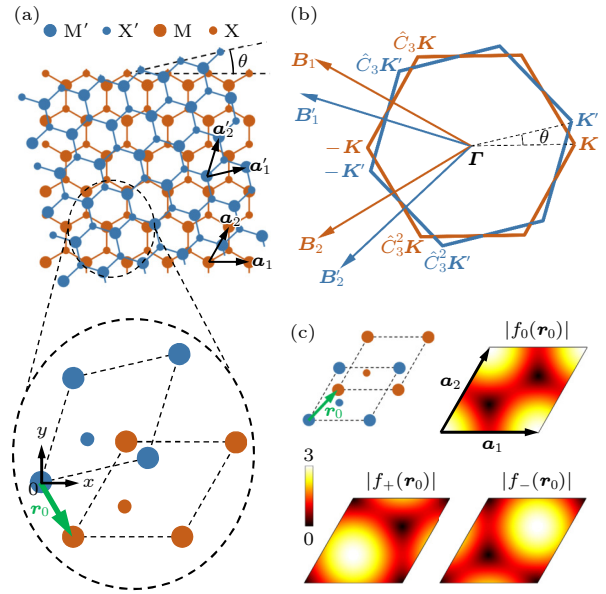 (a)
M′ X′ M X
θ
a′₂
a′₁
a₂
a₁
y
0
x
r₀
(b)
Ĉ₃K
Ĉ₃K′
B₁
B′₁
K′
θ
K
−K
−K′
Γ
B₂
B′₂
Ĉ₃²K
Ĉ₃²K′
(c)
r₀
|f₀(r₀)|
a₂
a₁
3
0
|f₊(r₀)|
|f₋(r₀)|